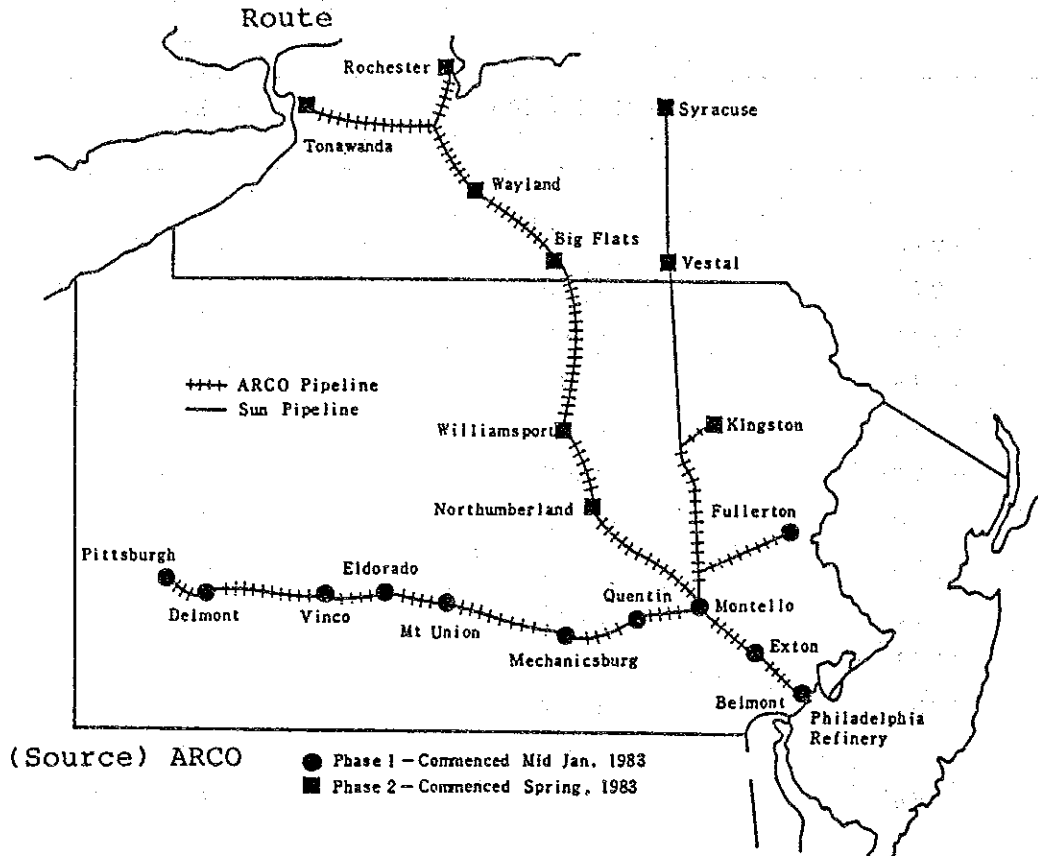 Route
Rochester
Tonawanda
Syracuse
Wayland
Big Flats
Vestal
ARCO Pipeline
Sun Pipeline
Williamsport
Kingston
Northumberland
Fullerton
Pittsburgh
Eldorado
Delmont
Vinco
Mt Union
Quentin
Montello
Mechanicsburg
Exton
Belmont
Philadelphia
Refinery
(Source) ARCO
Phase 1 – Commenced Mid Jan, 1983
Phase 2 – Commenced Spring, 1983